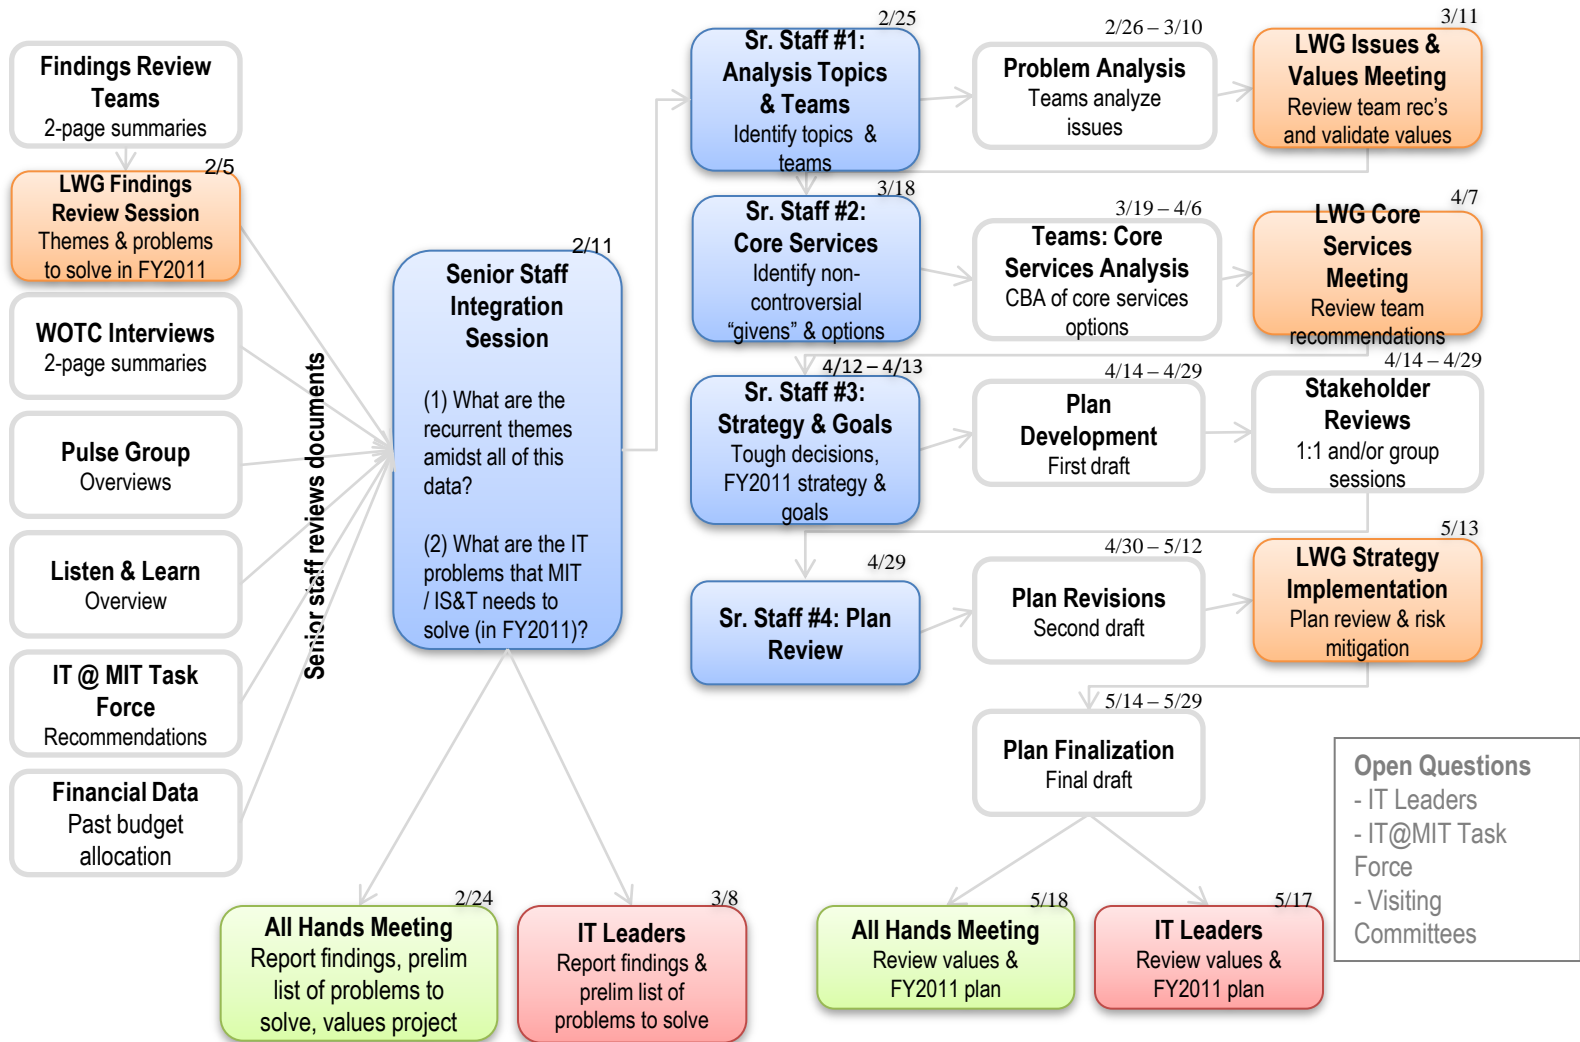 Findings Review
Teams
2-page summaries
2/5
LWG Findings
Review Session
Themes & problems
to solve in FY2011
WOTC Interviews
2-page summaries
Pulse Group
Overviews
Listen & Learn
Overview
IT @ MIT Task
Force
Recommendations
Financial Data
Past budget
allocation
Senior staff reviews documents
2/11
Senior Staff
Integration
Session
(1) What are the
recurrent themes
amidst all of this
data?
(2) What are the IT
problems that MIT
/ IS&T needs to
solve (in FY2011)?
2/24
All Hands Meeting
Report findings, prelim
list of problems to
solve, values project
3/8
IT Leaders
Report findings &
prelim list of
problems to solve
2/25
Sr. Staff #1:
Analysis Topics
& Teams
Identify topics & 
teams
2/26 – 3/10
Problem Analysis
Teams analyze
issues
3/11
LWG Issues &
Values Meeting
Review team rec's
and validate values
3/18
Sr. Staff #2:
Core Services
Identify non-
controversial
“givens” & options
3/19 – 4/6
Teams: Core
Services Analysis
CBA of core services
options
4/7
LWG Core
Services
Meeting
Review team
recommendations
4/12 – 4/13
Sr. Staff #3:
Strategy & Goals
Tough decisions,
FY2011 strategy &
goals
4/14 – 4/29
Plan
Development
First draft
4/14 – 4/29
Stakeholder
Reviews
1:1 and/or group
sessions
4/29
Sr. Staff #4: Plan
Review
4/30 – 5/12
Plan Revisions
Second draft
5/13
LWG Strategy
Implementation
Plan review & risk
mitigation
5/14 – 5/29
Plan Finalization
Final draft
5/18
All Hands Meeting
Review values &
FY2011 plan
5/17
IT Leaders
Review values &
FY2011 plan
Open Questions
- IT Leaders
- IT@MIT Task
Force
- Visiting
Committees